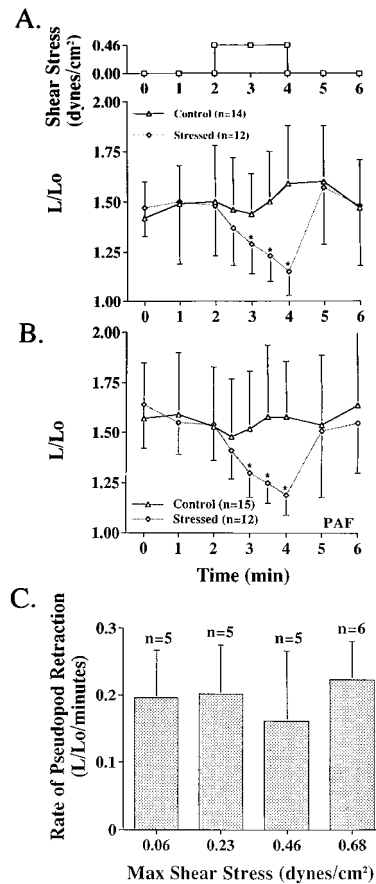 A.
Shear Stress
(dynes/cm²)
0.46
0.00
0 1 2 3 4 5 6
2.00
1.75
1.50
1.25
1.00
L/Lo
Control (n=14)
Stressed (n=12)
* * *
0 1 2 3 4 5 6
B.
2.00
1.75
1.50
1.25
1.00
L/Lo
* * * *
Control (n=15)
Stressed (n=12)
PAF
0 1 2 3 4 5 6
Time (min)
C.
Rate of Pseudopod Retraction
(L/Lo/minutes)
0.3
0.2
0.1
0
n=5 n=5 n=5 n=6
0.06 0.23 0.46 0.68
Max Shear Stress (dynes/cm²)